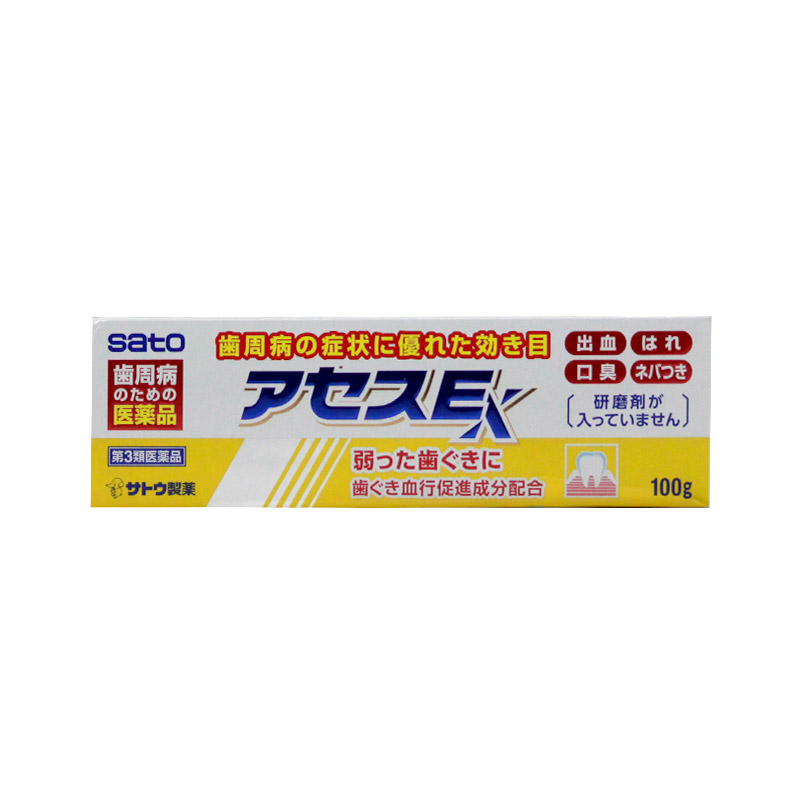 sato
歯周病の症状に優れた効き目
歯周病
のための
医薬品
アセスEX
出血 はれ
口臭 ネバつき
研磨剤が
入っていません
第3類医薬品
弱った歯ぐきに
歯ぐき血行促進成分配合
サトウ製薬
100g